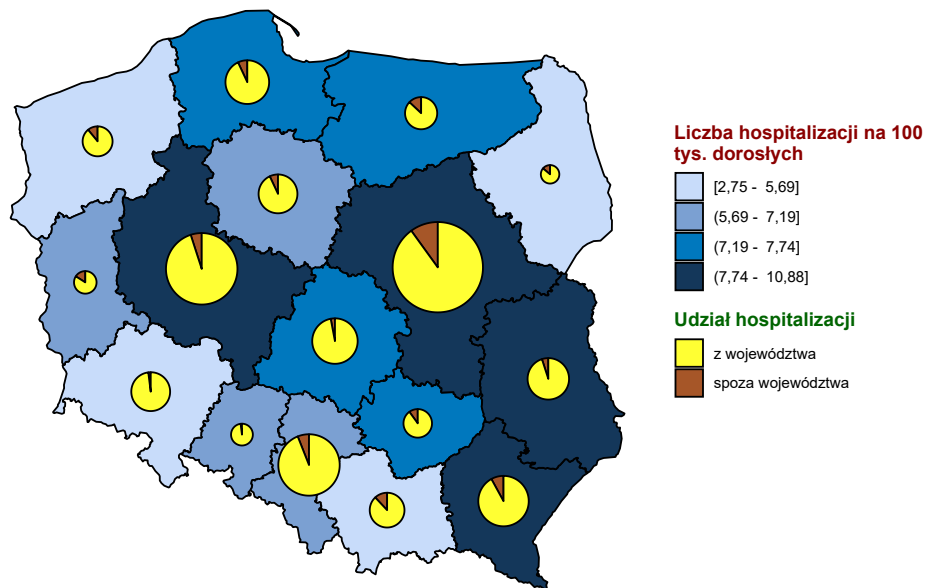 Liczba hospitalizacji na 100
tys. dorosłych
[2,75 - 5,69]
(5,69 - 7,19]
(7,19 - 7,74]
(7,74 - 10,88]
Udział hospitalizacji
z województwa
spoza województwa